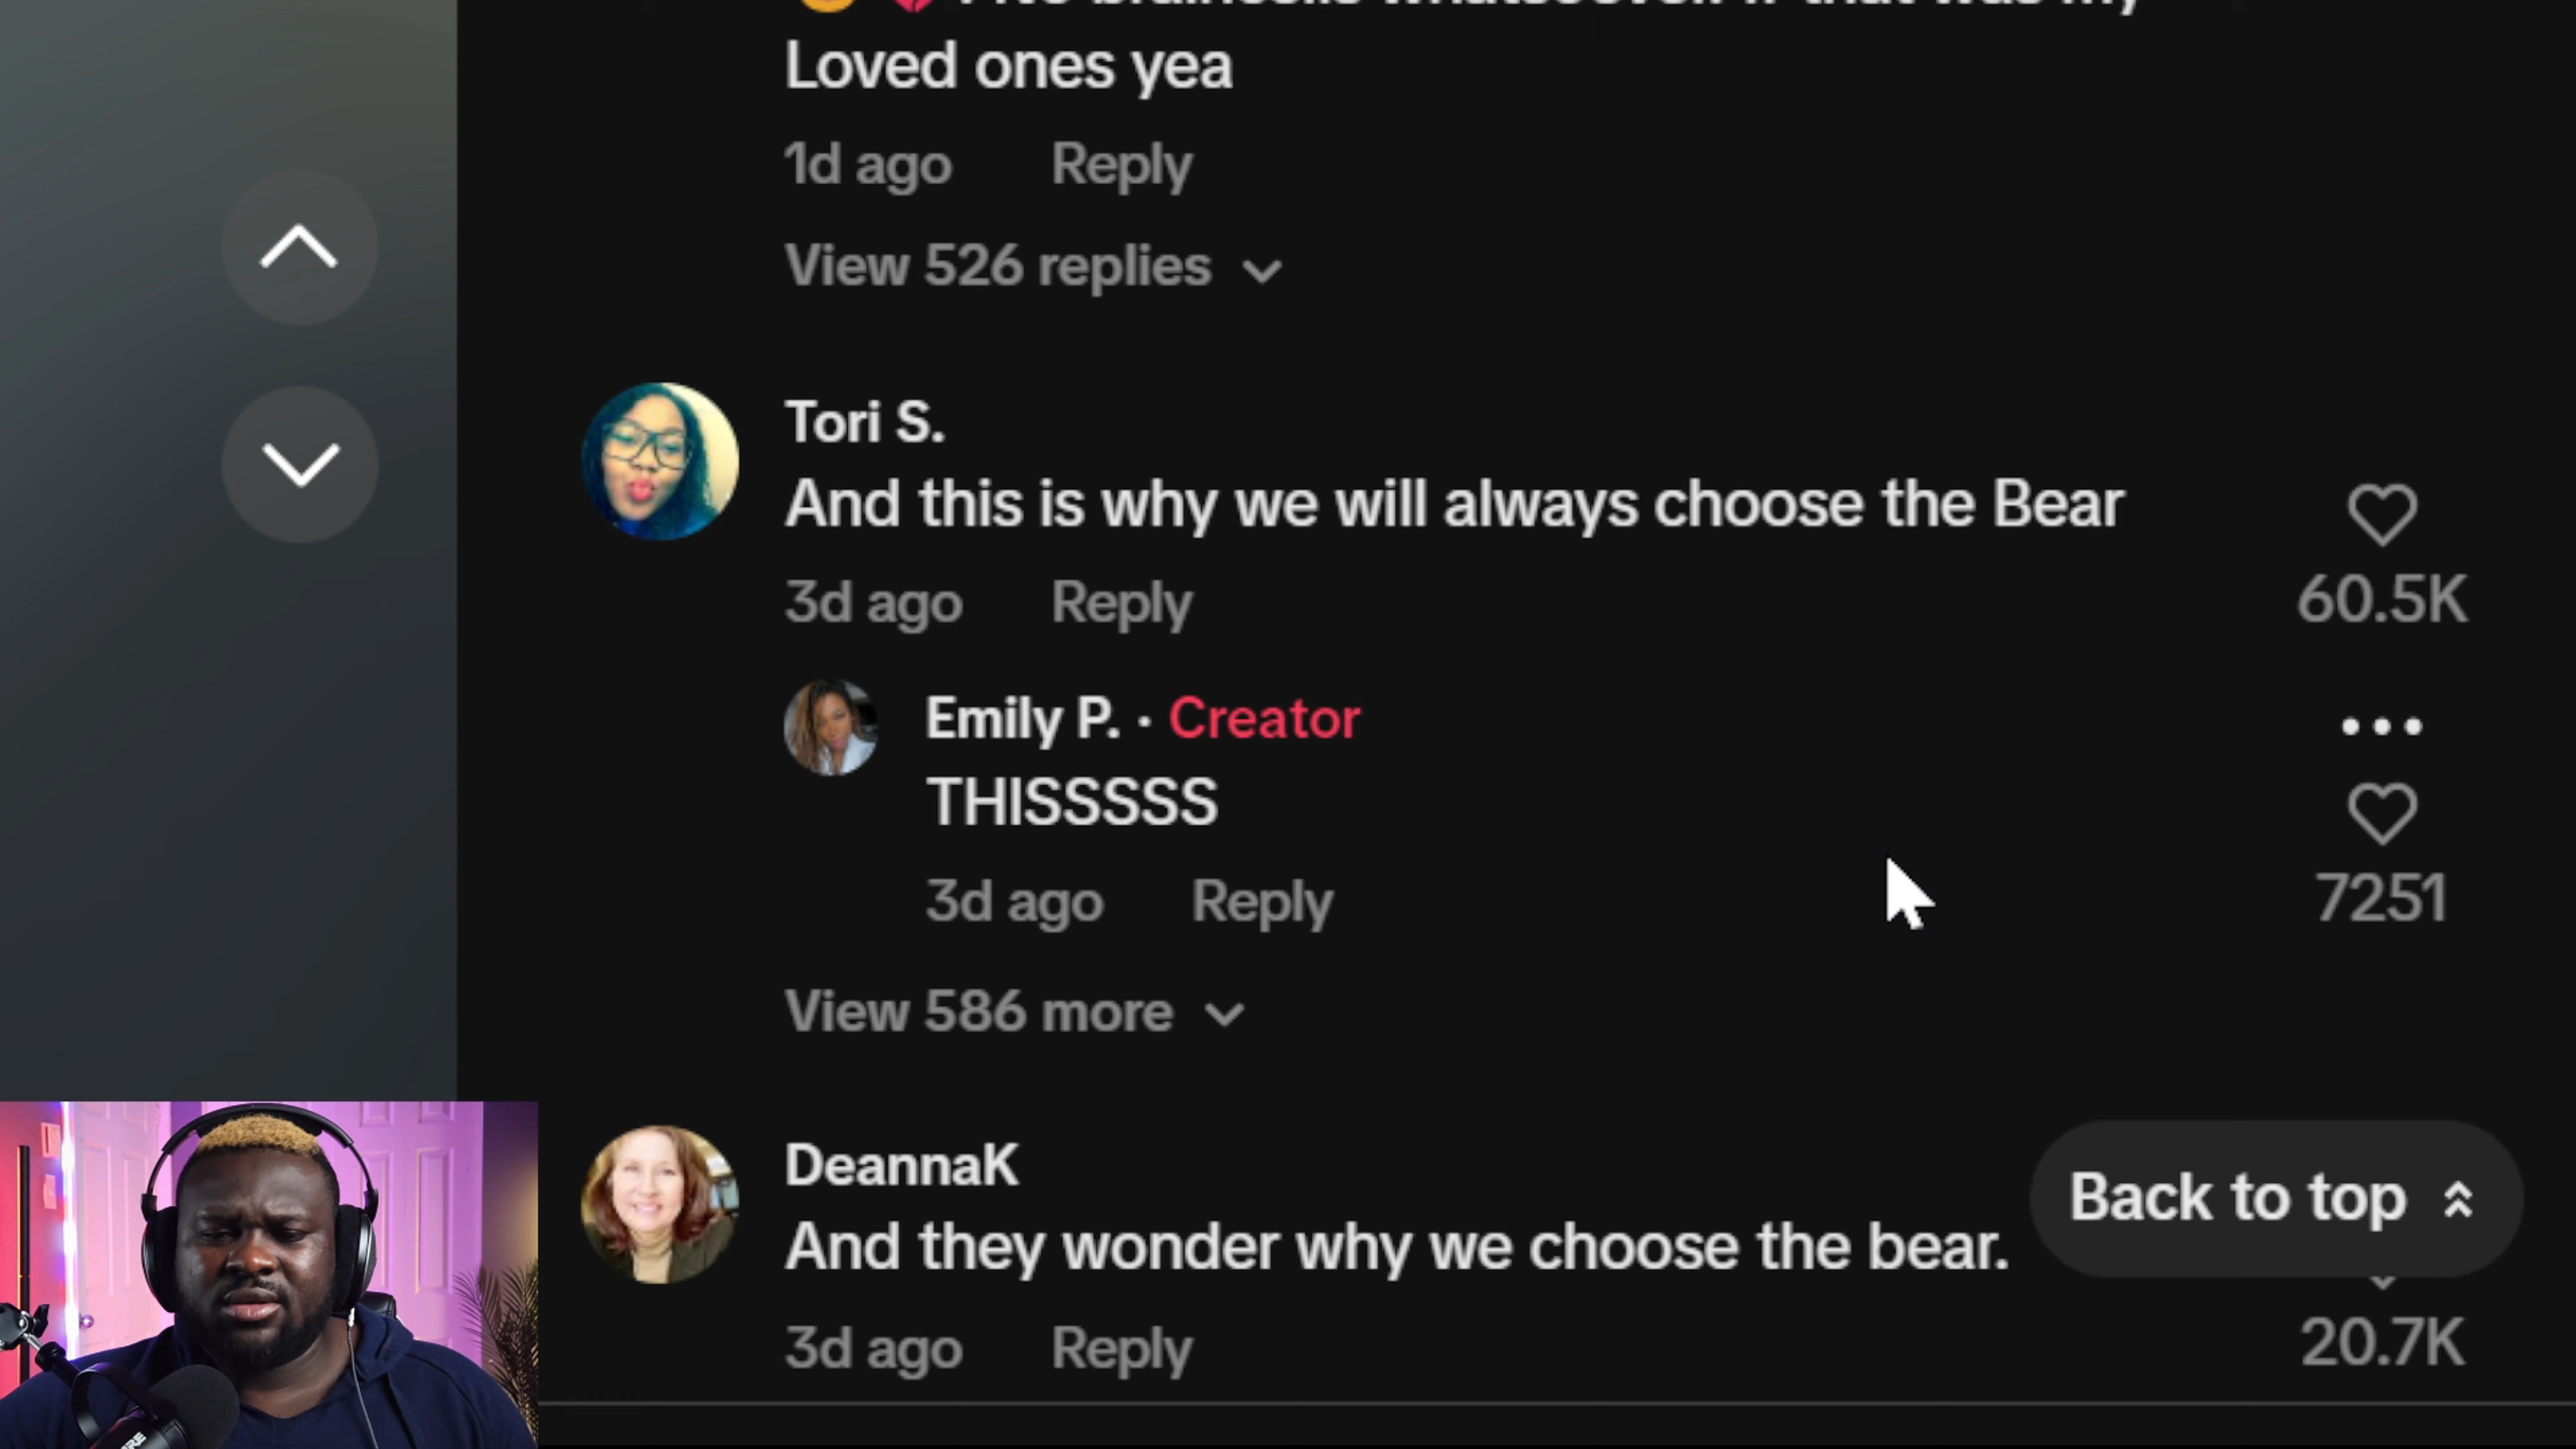 Loved ones yea
1d ago Reply
View 526 replies
Tori S.
And this is why we will always choose the Bear
3d ago Reply
60.5K
Emily P. · Creator
THISSSSS
3d ago Reply
7251
View 586 more
DeannaK
And they wonder why we choose the bear.
Back to top
3d ago Reply
20.7K